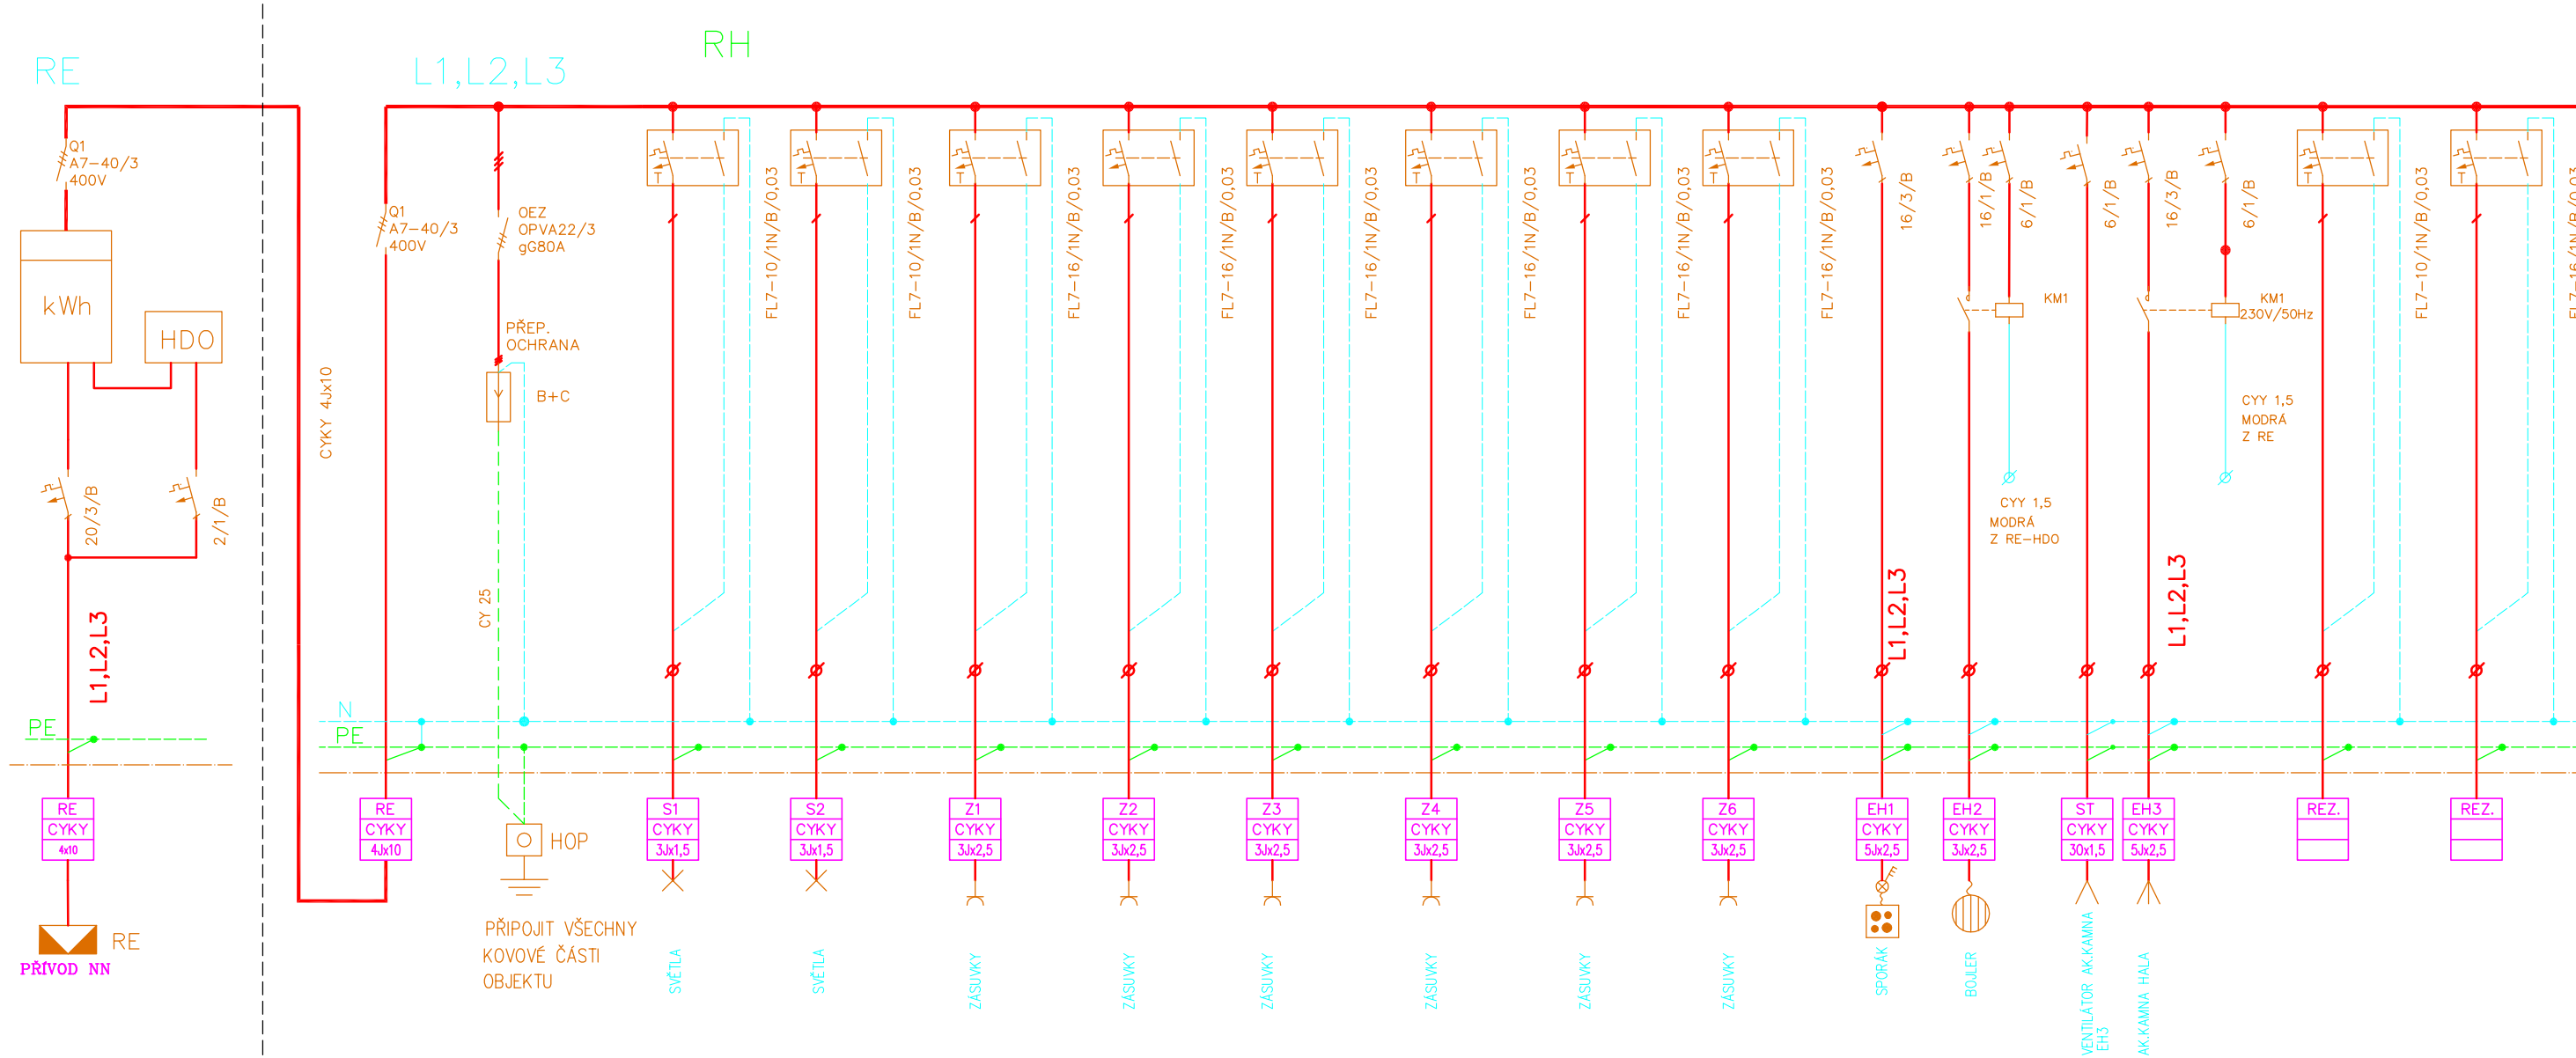 RE
L1,L2,L3
RH
Q1
A7-40/3
400V
kWh
HDO
20/3/B
2/1/B
L1,L2,L3
PE
RE
CYKY
4x10
RE
PŘÍVOD NN
CYKY 4Jx10
Q1
A7-40/3
400V
OEZ
OPVA22/3
gG80A
PŘEP.
OCHRANA
B+C
CY 25
N
PE
RE
CYKY
4Jx10
HOP
PŘIPOJIT VŠECHNY
KOVOVÉ ČÁSTI
OBJEKTU
FL7-10/1N/B/0,03
S1
CYKY
3Jx1,5
SVĚTLA
FL7-10/1N/B/0,03
S2
CYKY
3Jx1,5
SVĚTLA
FL7-16/1N/B/0,03
Z1
CYKY
3Jx2,5
ZÁSUVKY
FL7-16/1N/B/0,03
Z2
CYKY
3Jx2,5
ZÁSUVKY
FL7-16/1N/B/0,03
Z3
CYKY
3Jx2,5
ZÁSUVKY
FL7-16/1N/B/0,03
Z4
CYKY
3Jx2,5
ZÁSUVKY
FL7-16/1N/B/0,03
Z5
CYKY
3Jx2,5
ZÁSUVKY
FL7-16/1N/B/0,03
Z6
CYKY
3Jx2,5
ZÁSUVKY
16/3/B
L1,L2,L3
EH1
CYKY
5Jx2,5
SPORÁK
16/1/B
6/1/B
KM1
CYY 1,5
MODRÁ
Z RE-HDO
EH2
CYKY
3Jx2,5
BOJLER
6/1/B
ST
CYKY
3Ox1,5
VENTILÁTOR AK.KAMNA
EH3
16/3/B
6/1/B
KM1
230V/50Hz
CYY 1,5
MODRÁ
Z RE
L1,L2,L3
EH3
CYKY
5Jx2,5
AK.KAMNA HALA
FL7-10/1N/B/0,03
REZ.
FL7-16/1N/B/0,03
REZ.